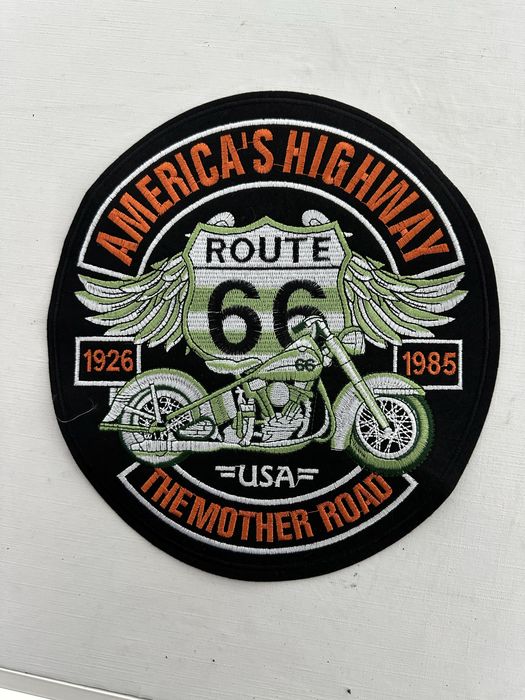 AMERICA'S HIGHWAY
ROUTE
66
1926
1985
66
USA
THE MOTHER ROAD